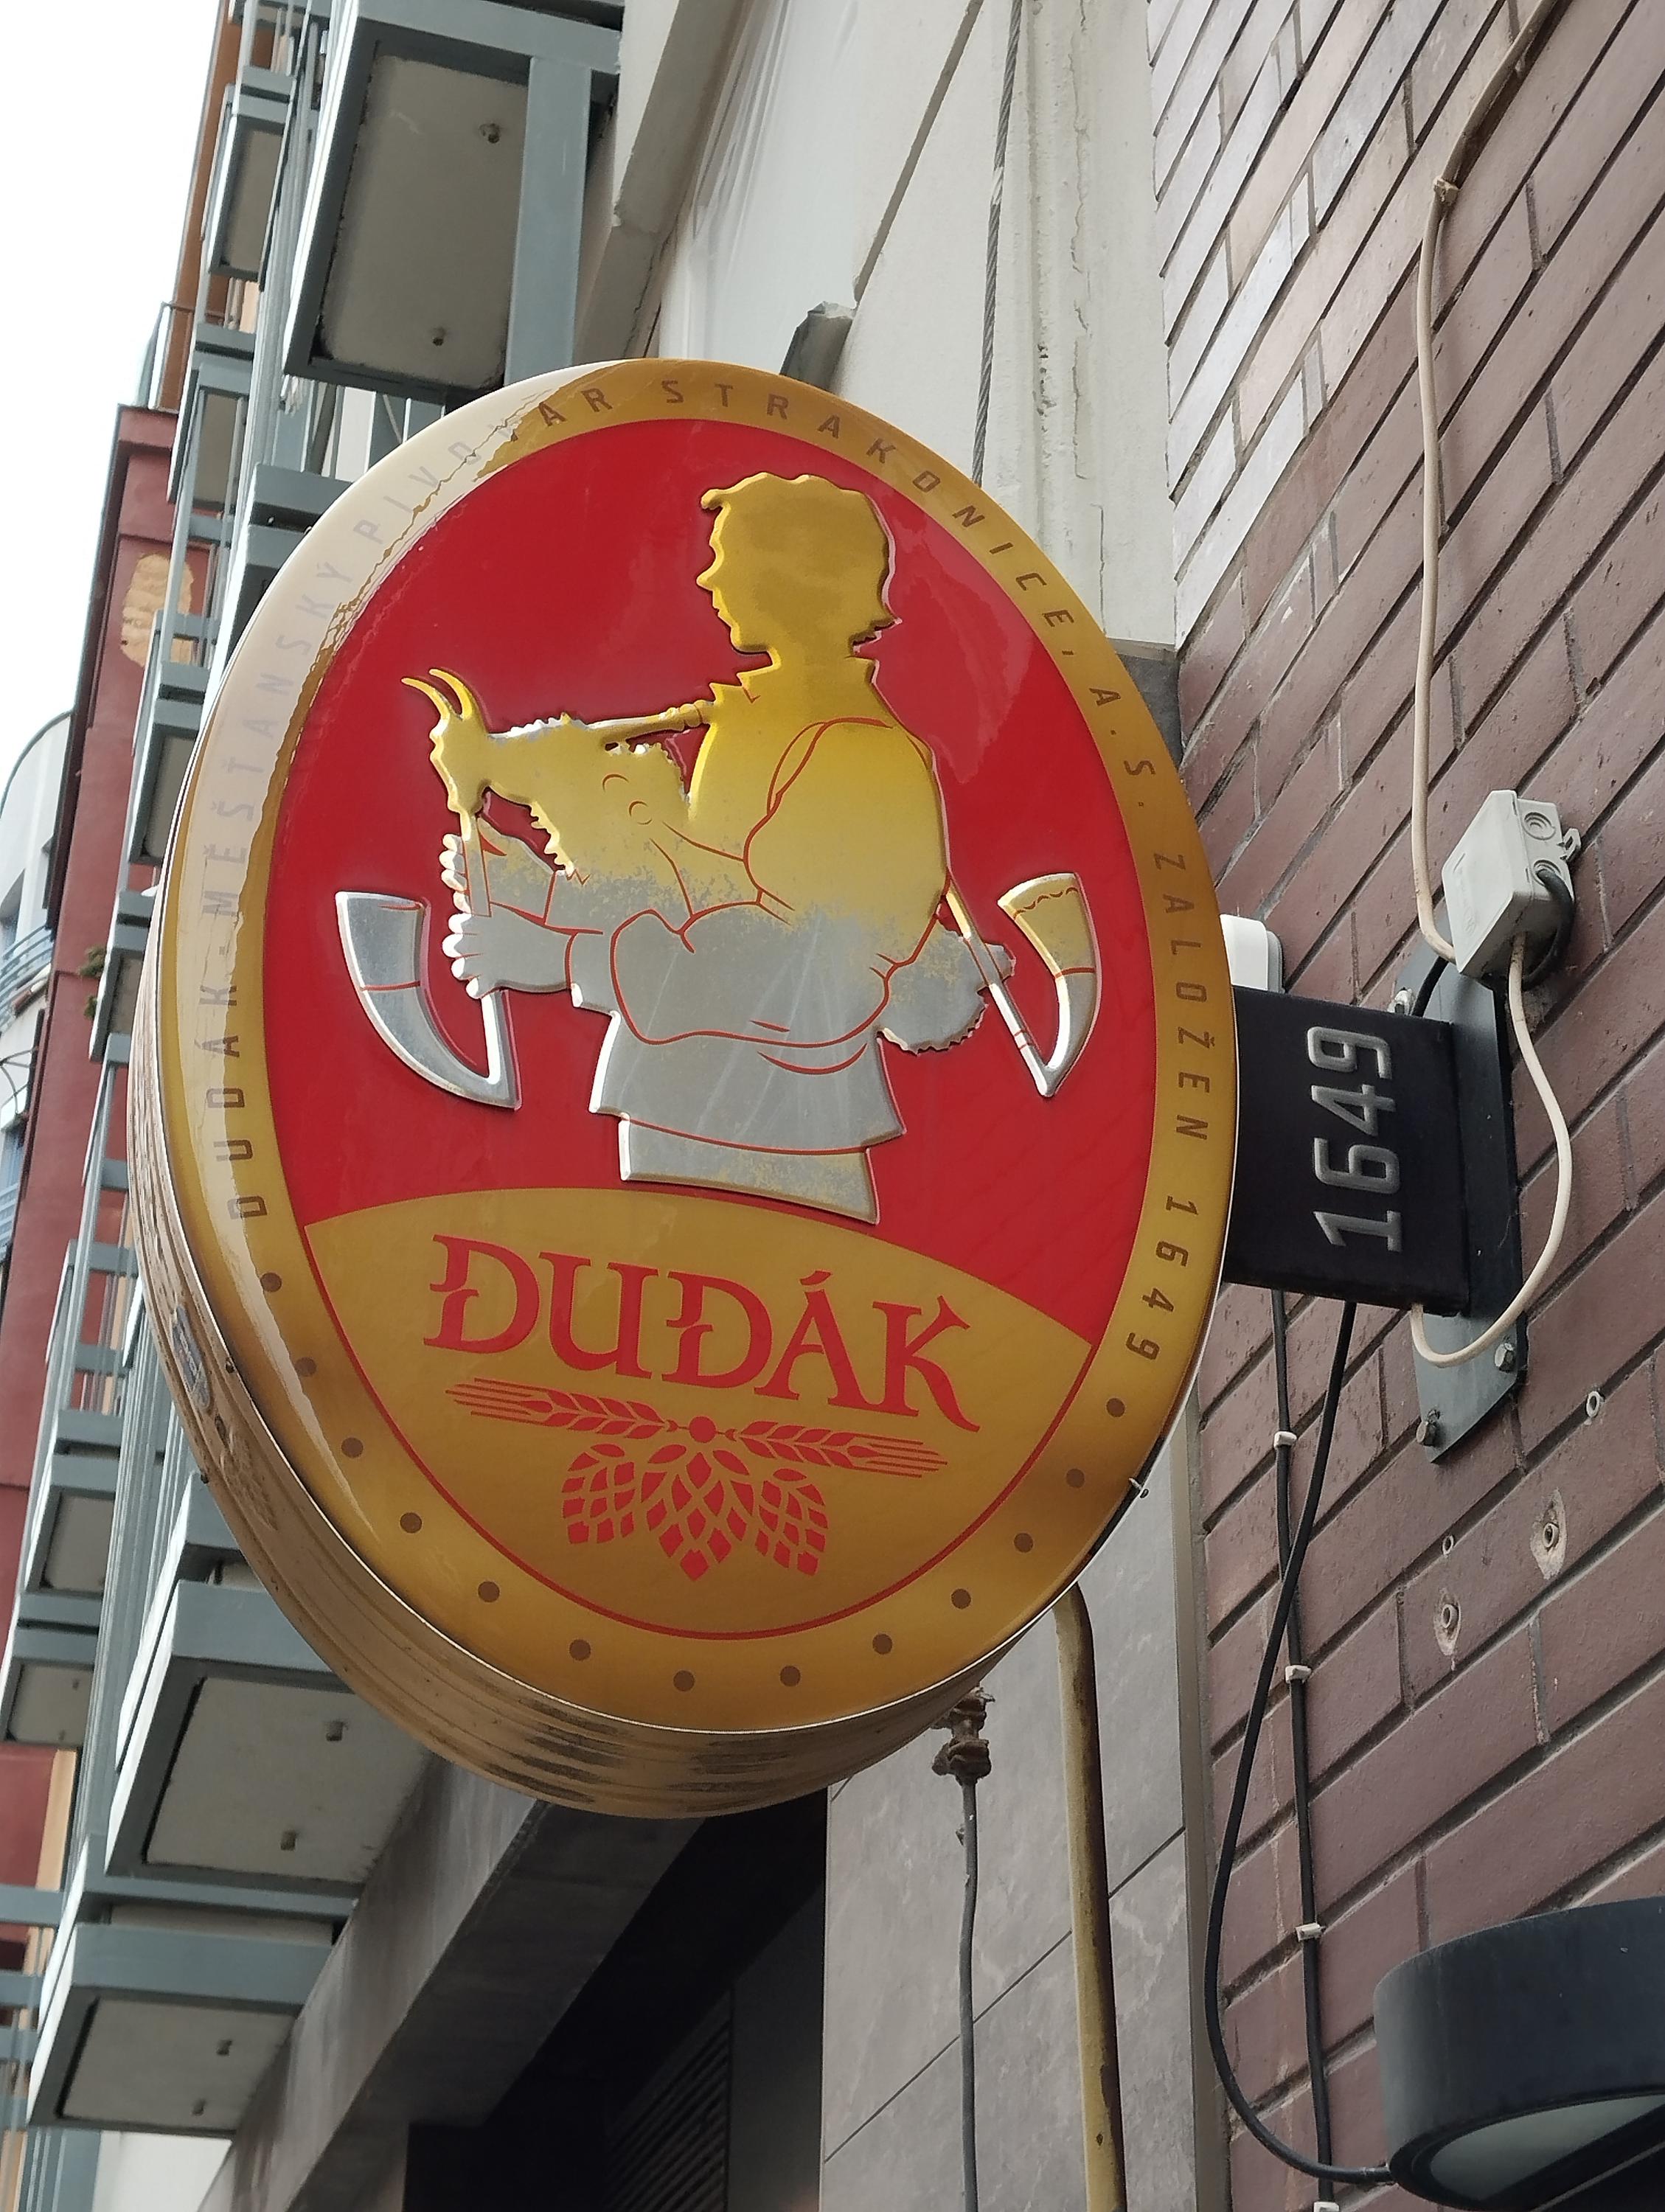 DUDÁK-MĚŠŤANSKÝ PIVOVAR STRAKONICE, A.S. ZALOŽEN 1649
DUDÁK
1649